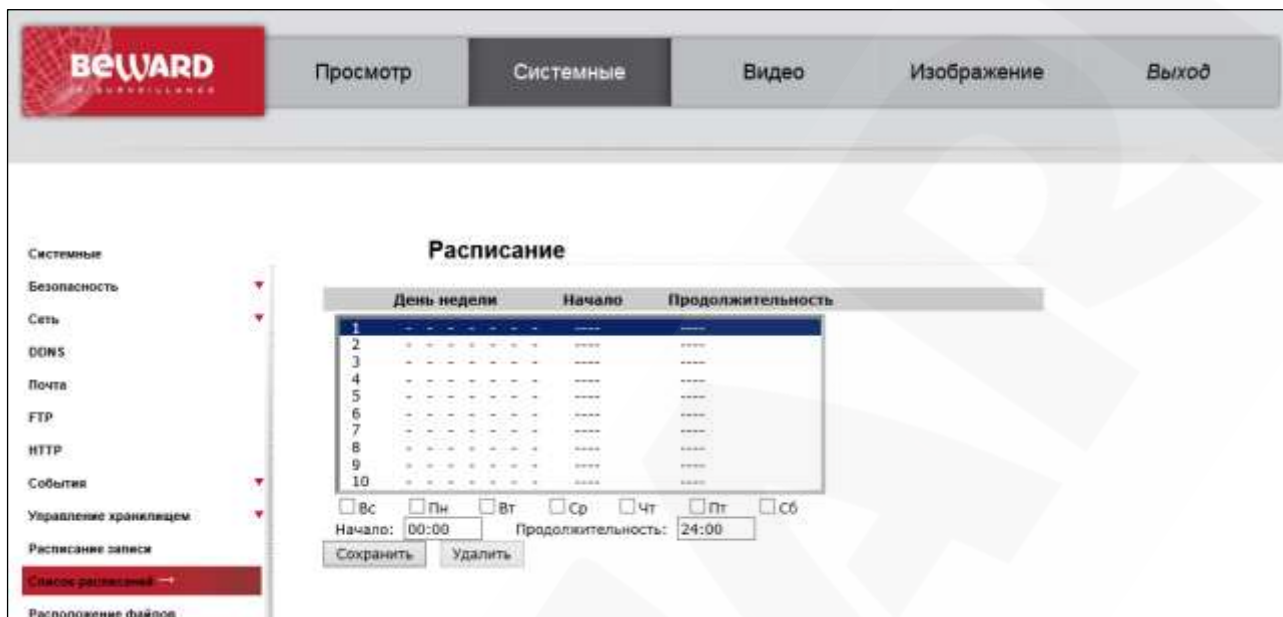 BEWARD
Просмотр Системные Видео Изображение Выход
Системные
Безопасность
Сеть
DDNS
Почта
FTP
HTTP
События
Управление хранилищем
Расписание записи
Список расписаний →
Расположение файлов
Расписание
День недели Начало Продолжительность
1 - - - - - - - ---- ----
2 - - - - - - - ---- ----
3 - - - - - - - ---- ----
4 - - - - - - - ---- ----
5 - - - - - - - ---- ----
6 - - - - - - - ---- ----
7 - - - - - - - ---- ----
8 - - - - - - - ---- ----
9 - - - - - - - ---- ----
10 - - - - - - - ---- ----
Вс Пн Вт Ср Чт Пт Сб
Начало: 00:00 Продолжительность: 24:00
Сохранить Удалить